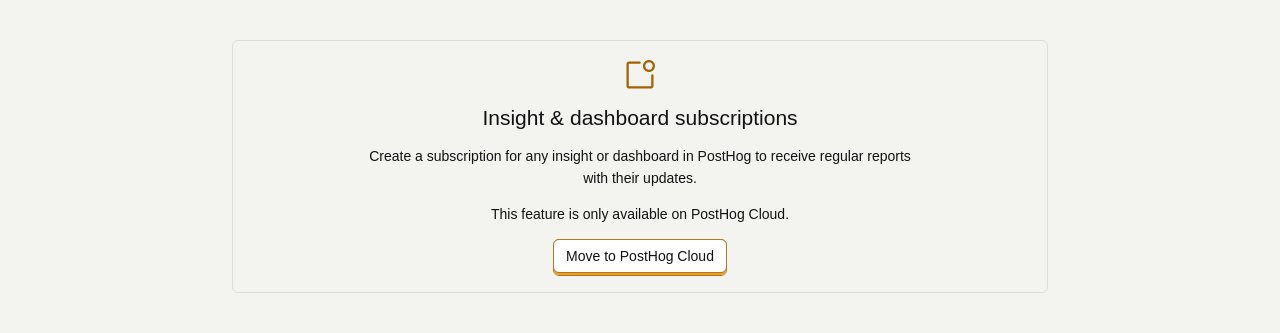 Insight & dashboard subscriptions
Create a subscription for any insight or dashboard in PostHog to receive regular reports
with their updates.
This feature is only available on PostHog Cloud.
Move to PostHog Cloud